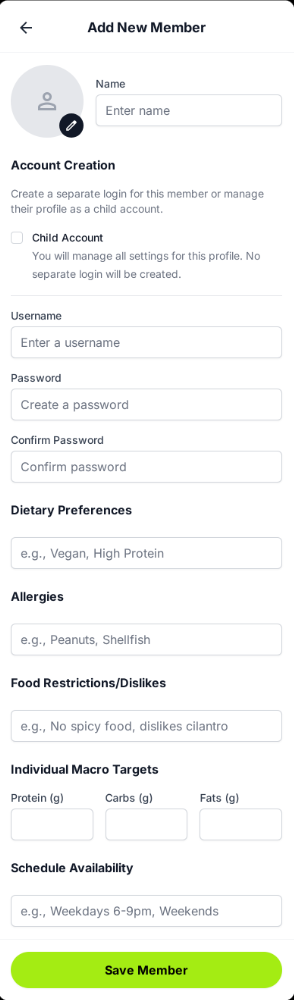 Add New Member
Name
Enter name
Account Creation
Create a separate login for this member or manage
their profile as a child account.
Child Account
You will manage all settings for this profile. No
separate login will be created.
Username
Enter a username
Password
Create a password
Confirm Password
Confirm password
Dietary Preferences
e.g., Vegan, High Protein
Allergies
e.g., Peanuts, Shellfish
Food Restrictions/Dislikes
e.g., No spicy food, dislikes cilantro
Individual Macro Targets
Protein (g) Carbs (g) Fats (g)
Schedule Availability
e.g., Weekdays 6-9pm, Weekends
Save Member